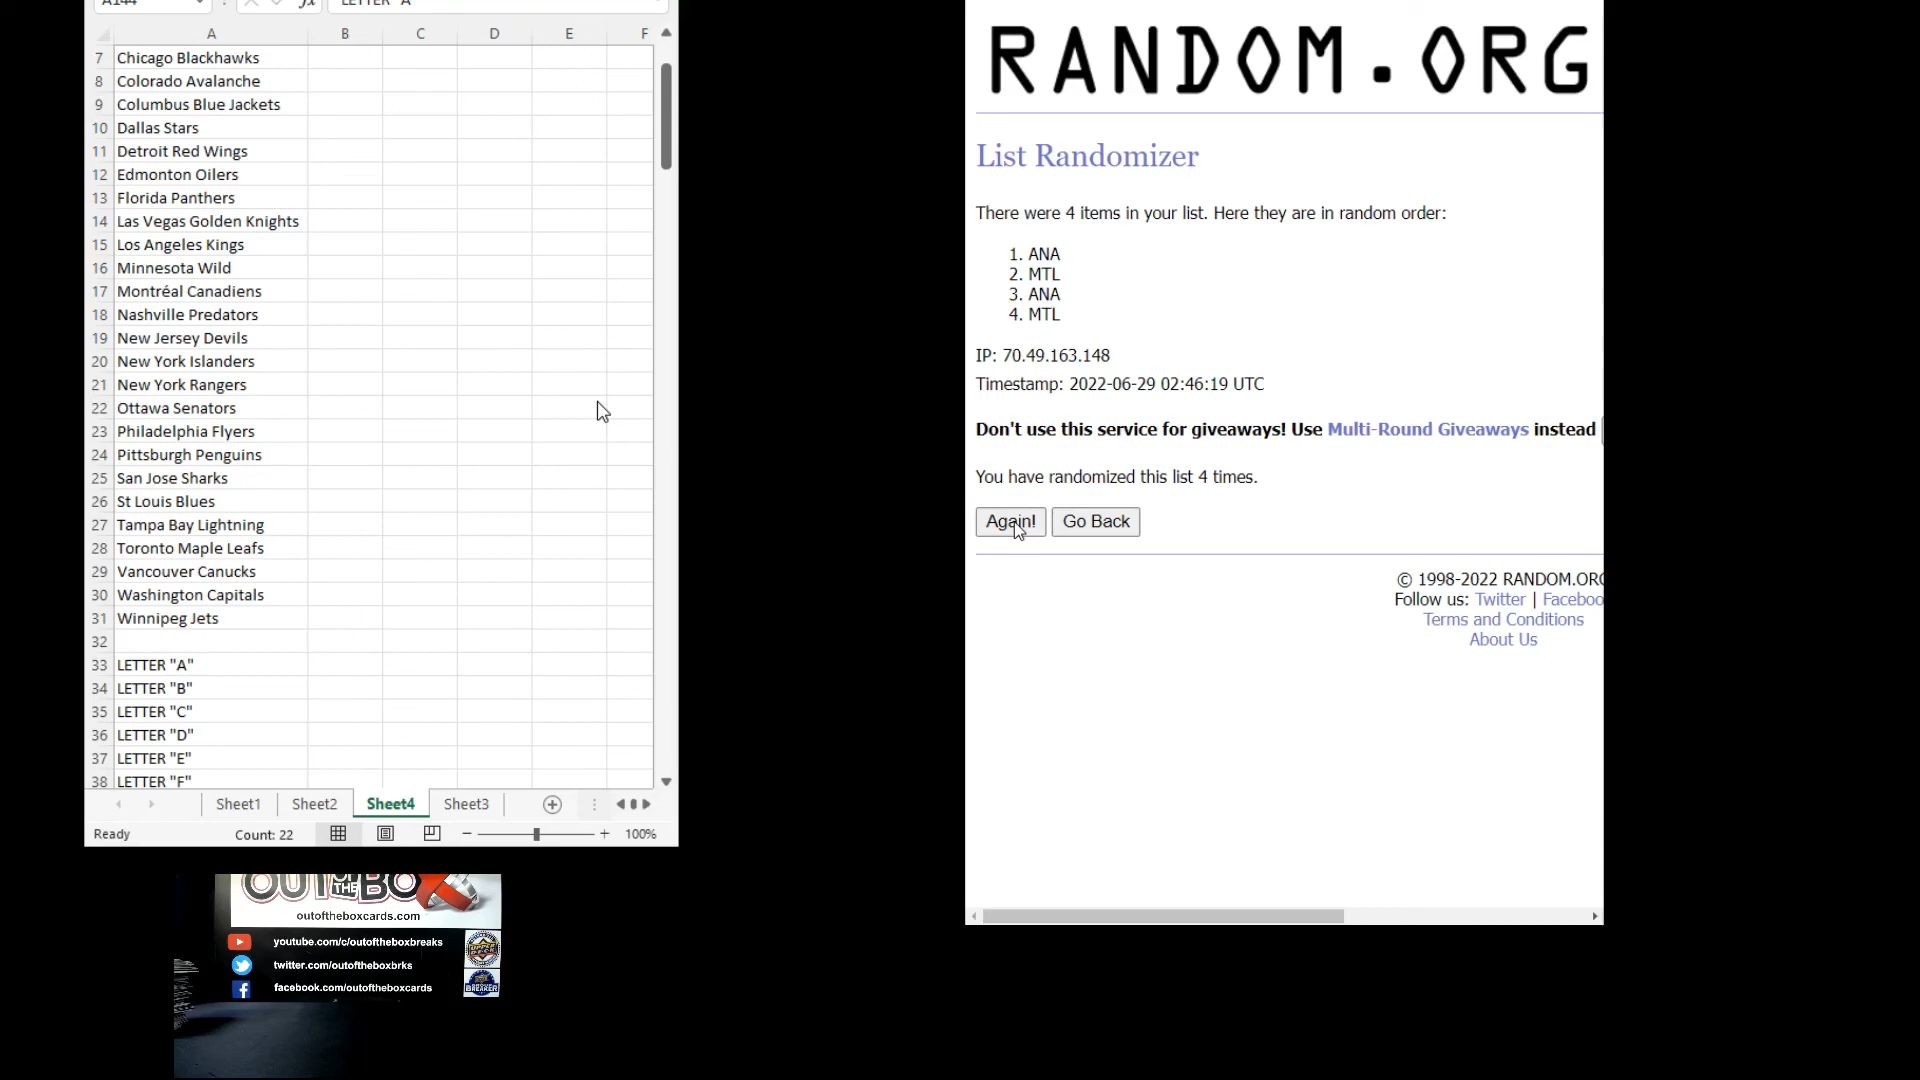 A144
LETTER "A"
A B C D E F
7 Chicago Blackhawks
8 Colorado Avalanche
9 Columbus Blue Jackets
10 Dallas Stars
11 Detroit Red Wings
12 Edmonton Oilers
13 Florida Panthers
14 Las Vegas Golden Knights
15 Los Angeles Kings
16 Minnesota Wild
17 Montréal Canadiens
18 Nashville Predators
19 New Jersey Devils
20 New York Islanders
21 New York Rangers
22 Ottawa Senators
23 Philadelphia Flyers
24 Pittsburgh Penguins
25 San Jose Sharks
26 St Louis Blues
27 Tampa Bay Lightning
28 Toronto Maple Leafs
29 Vancouver Canucks
30 Washington Capitals
31 Winnipeg Jets
32
33 LETTER "A"
34 LETTER "B"
35 LETTER "C"
36 LETTER "D"
37 LETTER "E"
38 LETTER "F"
Sheet1 Sheet2 Sheet4 Sheet3
Ready Count: 22 100%
OUT OF THE BOX
outoftheboxcards.com
youtube.com/c/outoftheboxbreaks
twitter.com/outoftheboxbrks
facebook.com/outoftheboxcards
RANDOM.ORG
List Randomizer
There were 4 items in your list. Here they are in random order:
1. ANA
2. MTL
3. ANA
4. MTL
IP: 70.49.163.148
Timestamp: 2022-06-29 02:46:19 UTC
Don't use this service for giveaways! Use Multi-Round Giveaways instead
You have randomized this list 4 times.
Again! Go Back
© 1998-2022 RANDOM.ORG
Follow us: Twitter | Faceboo
Terms and Conditions
About Us